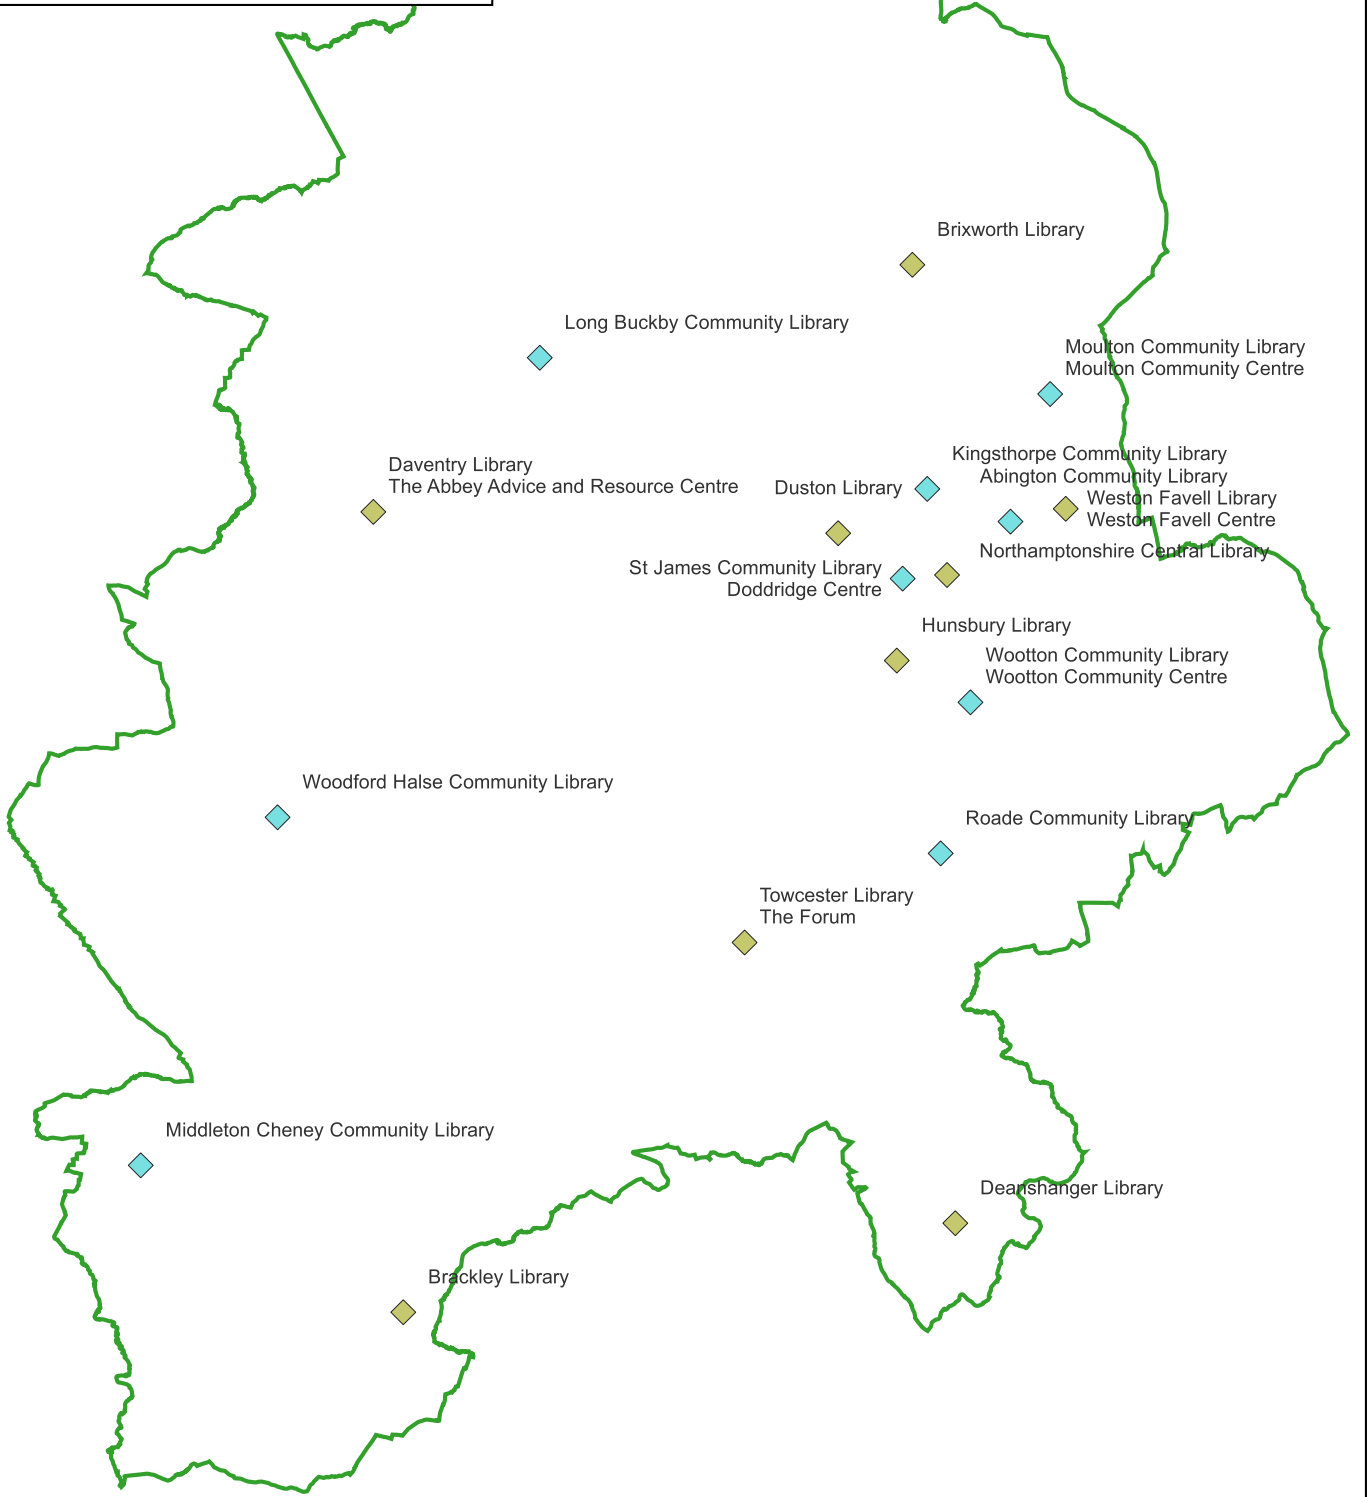 Brixworth Library
Long Buckby Community Library
Moulton Community Library
Moulton Community Centre
Kingsthorpe Community Library
Daventry Library
The Abbey Advice and Resource Centre
Abington Community Library
Duston Library
Weston Favell Library
Weston Favell Centre
Northamptonshire Central Library
St James Community Library
Doddridge Centre
Hunsbury Library
Wootton Community Library
Wootton Community Centre
Woodford Halse Community Library
Roade Community Library
Towcester Library
The Forum
Middleton Cheney Community Library
Deanshanger Library
Brackley Library